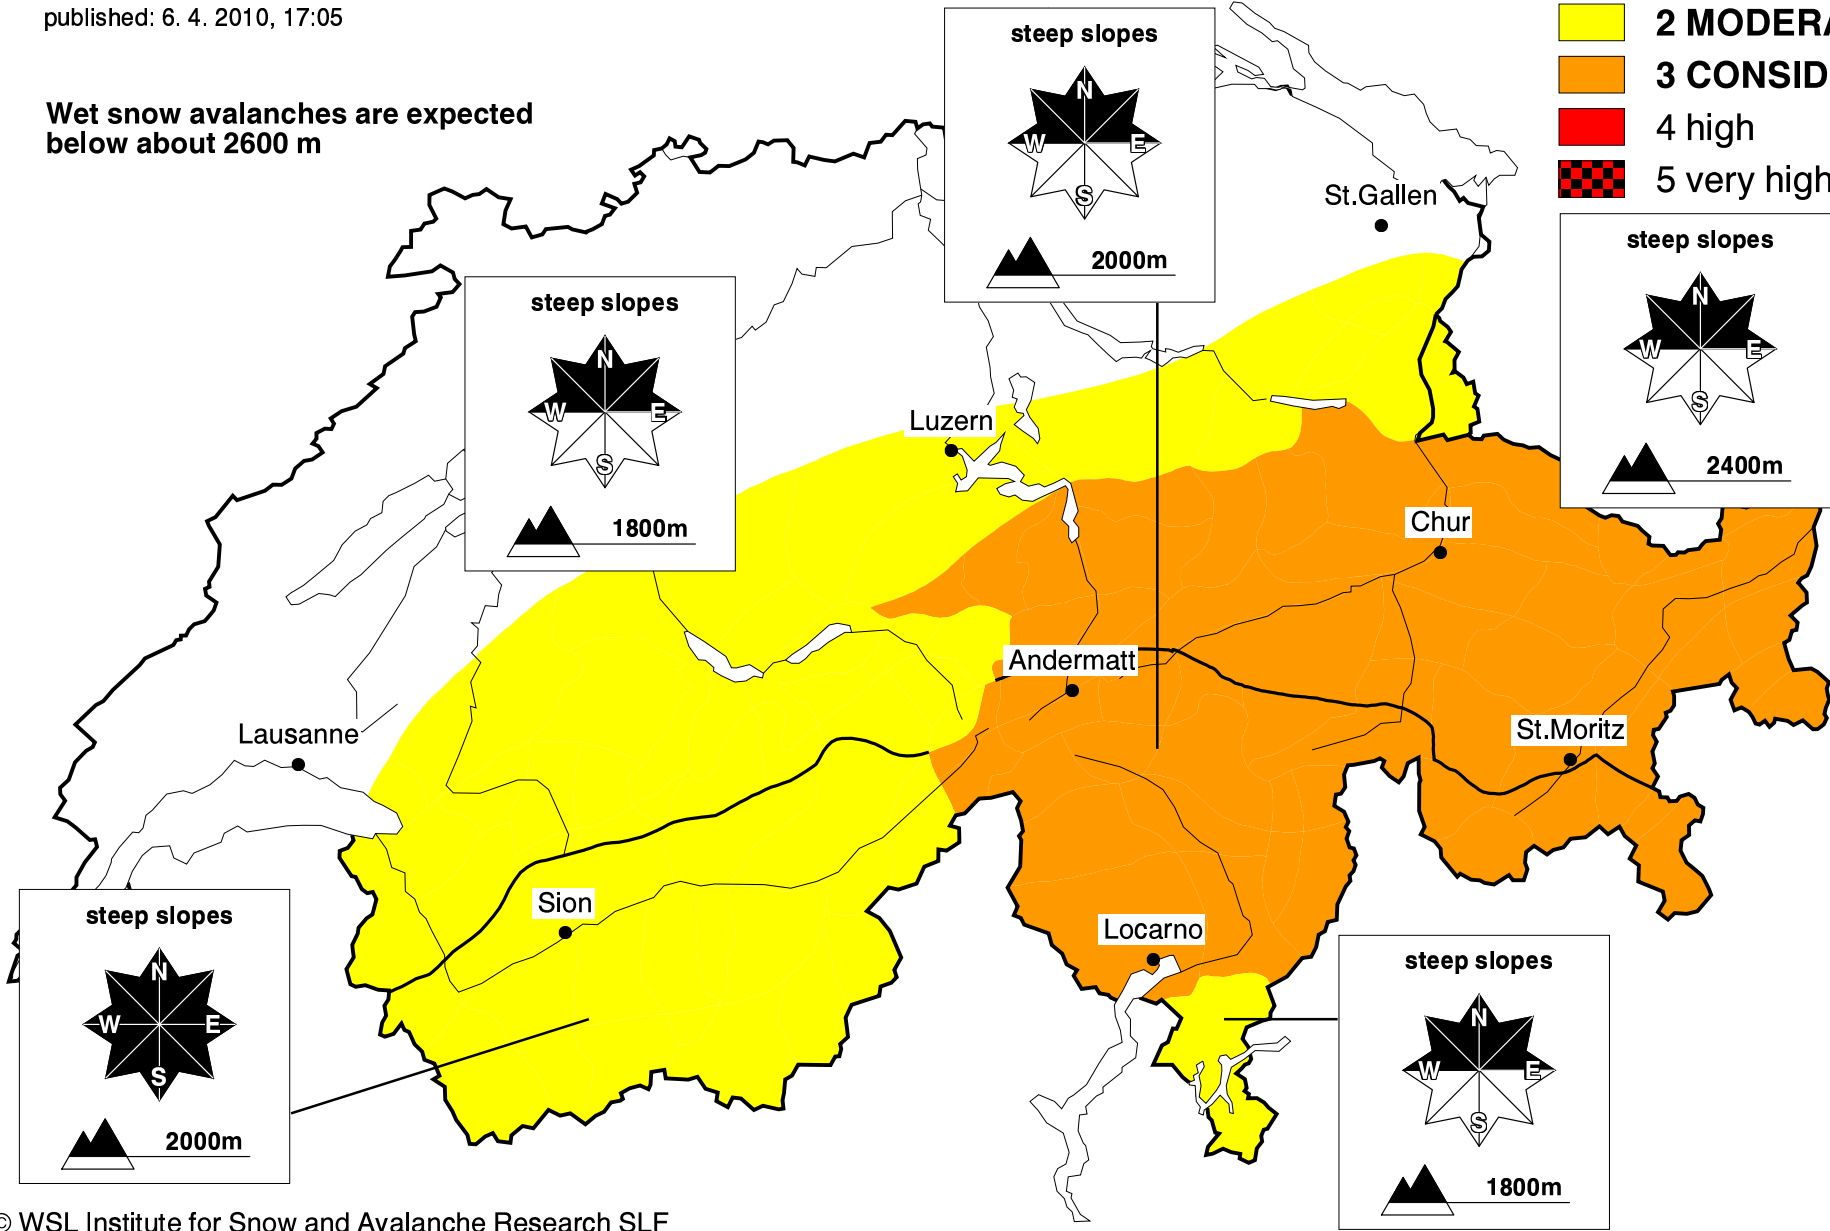 published: 6. 4. 2010, 17:05
Wet snow avalanches are expected
below about 2600 m
2 MODERA
3 CONSID
4 high
5 very high
steep slopes
N
W E
S
2000m
St.Gallen
steep slopes
N
W E
S
2400m
steep slopes
N
W E
S
1800m
Luzern
Chur
Andermatt
St.Moritz
Lausanne
Sion
Locarno
steep slopes
N
W E
S
2000m
steep slopes
N
W E
S
1800m
© WSL Institute for Snow and Avalanche Research SLF